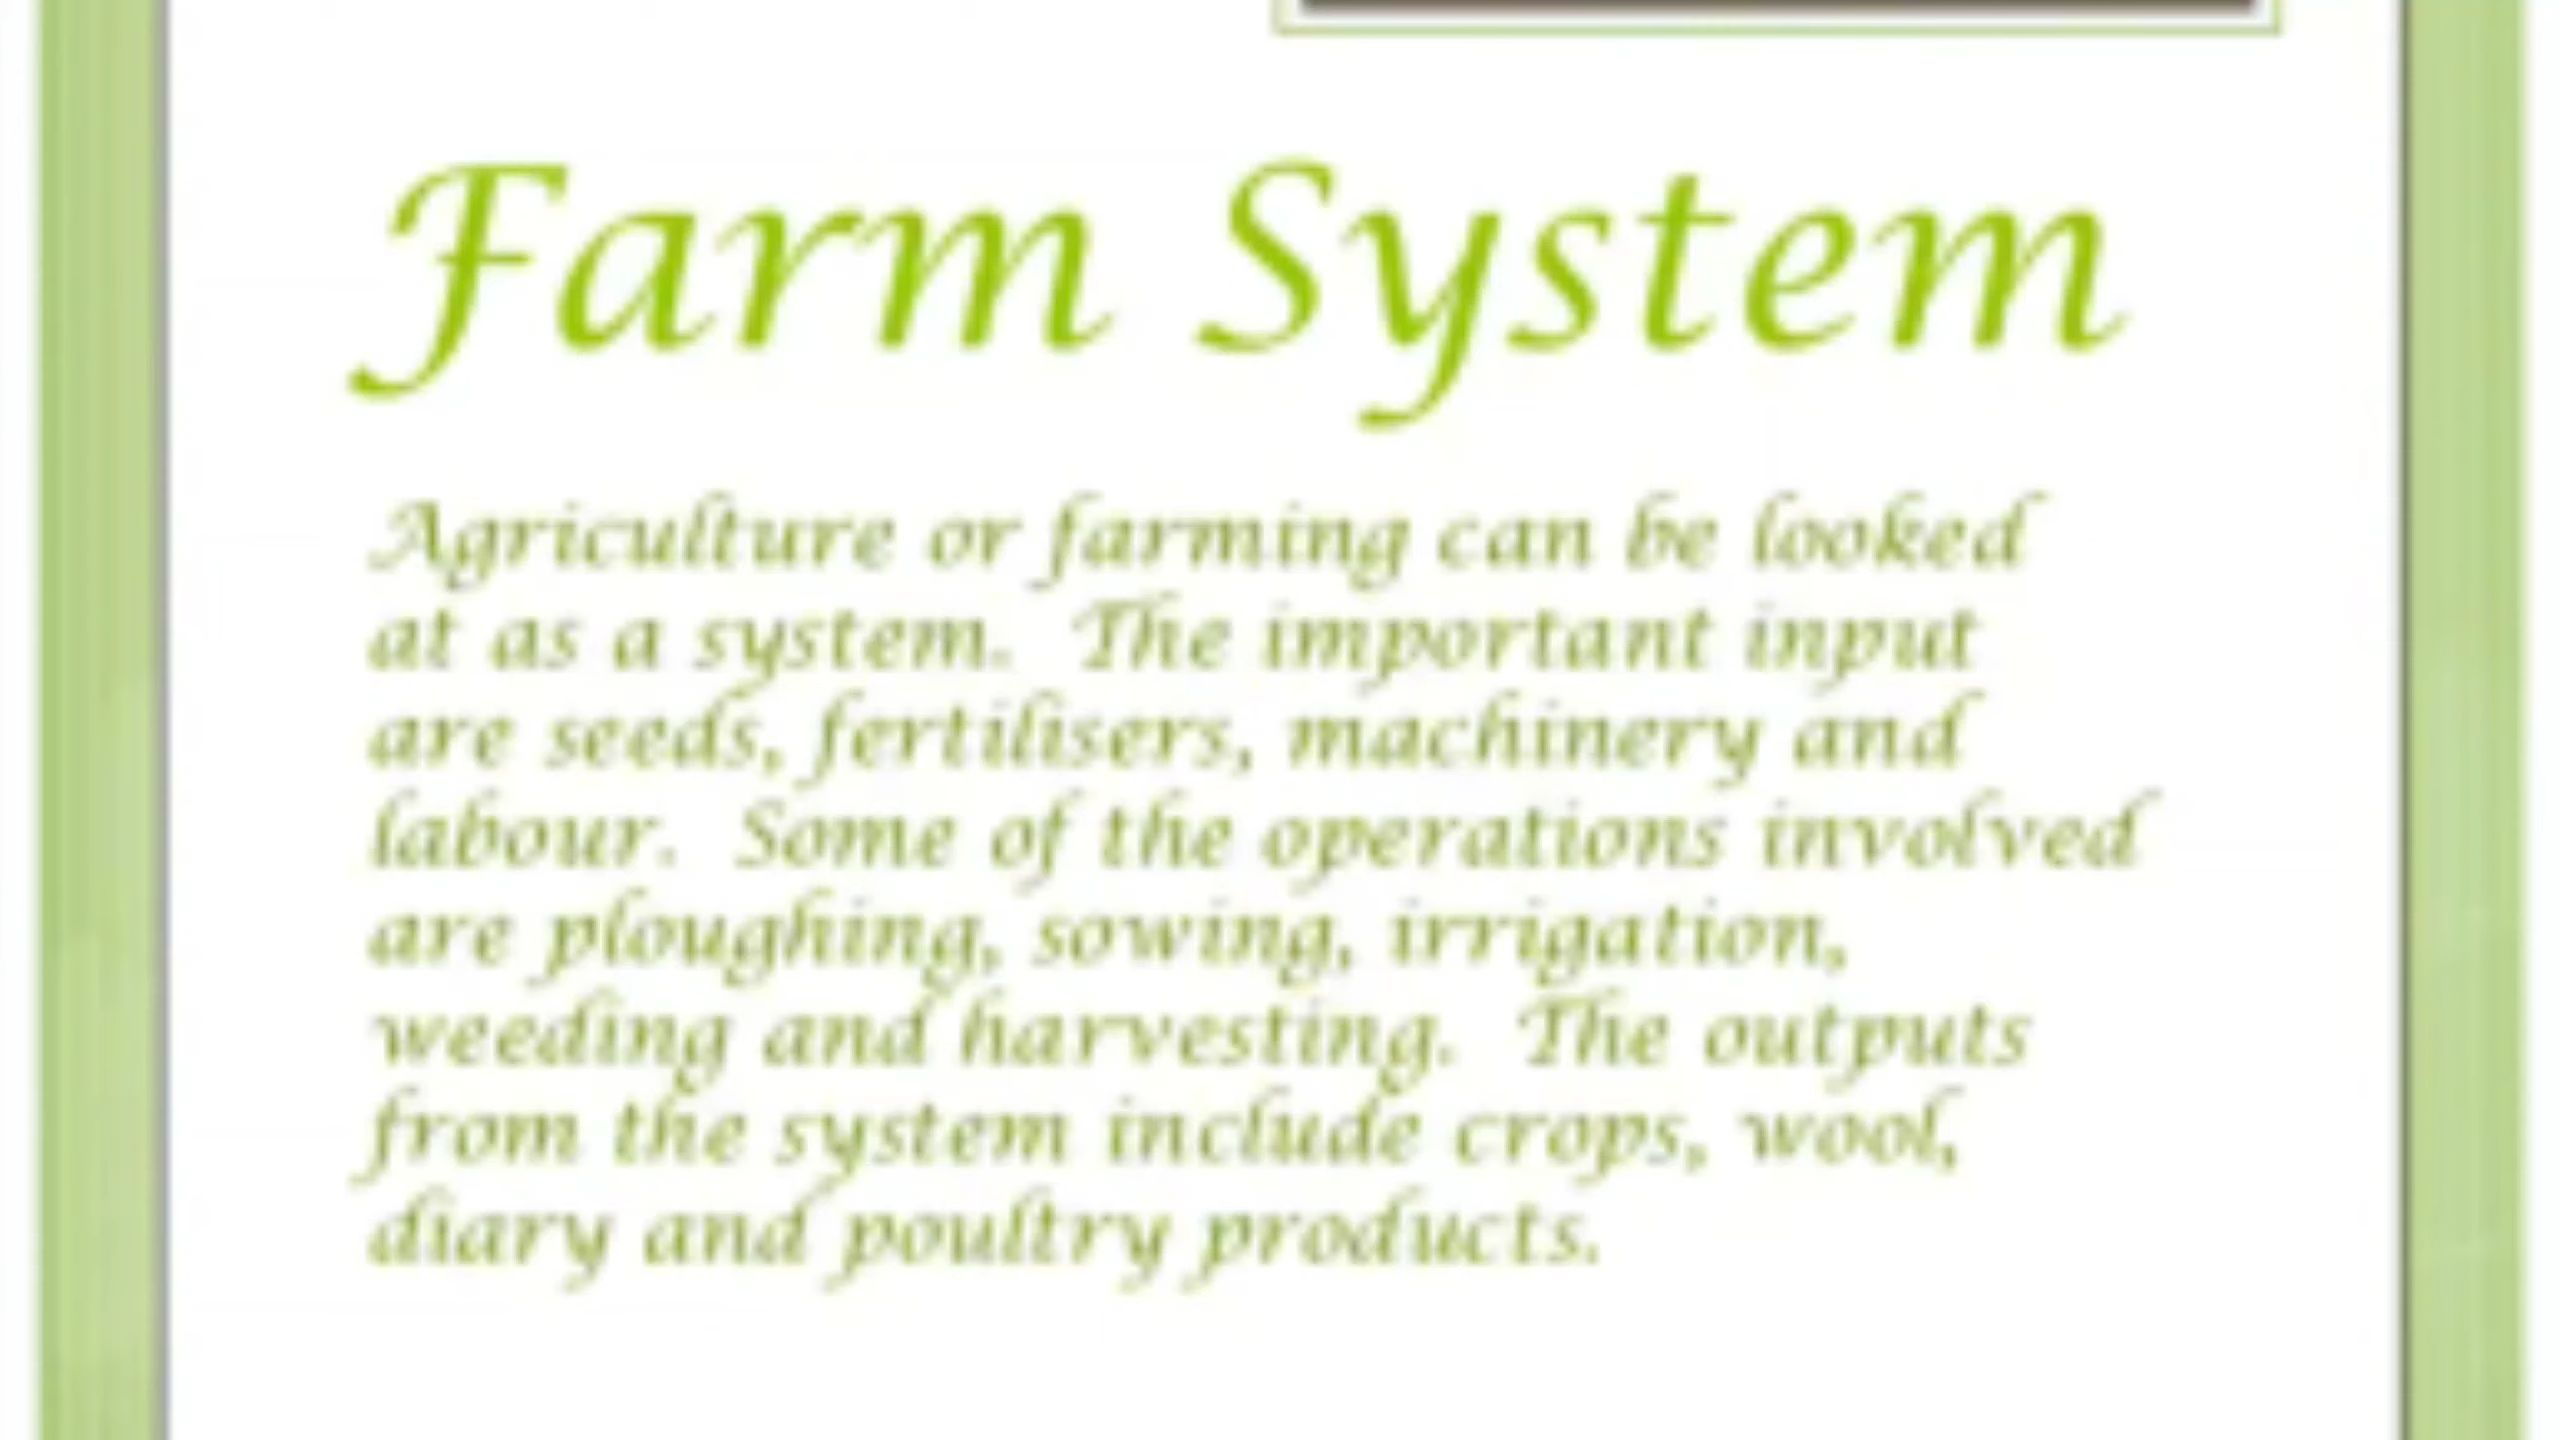 Farm System
Agriculture or farming can be looked
at as a system. The important input
are seeds, fertilisers, machinery and
labour. Some of the operations involved
are ploughing, sowing, irrigation,
weeding and harvesting. The outputs
from the system include crops, wool,
diary and poultry products.